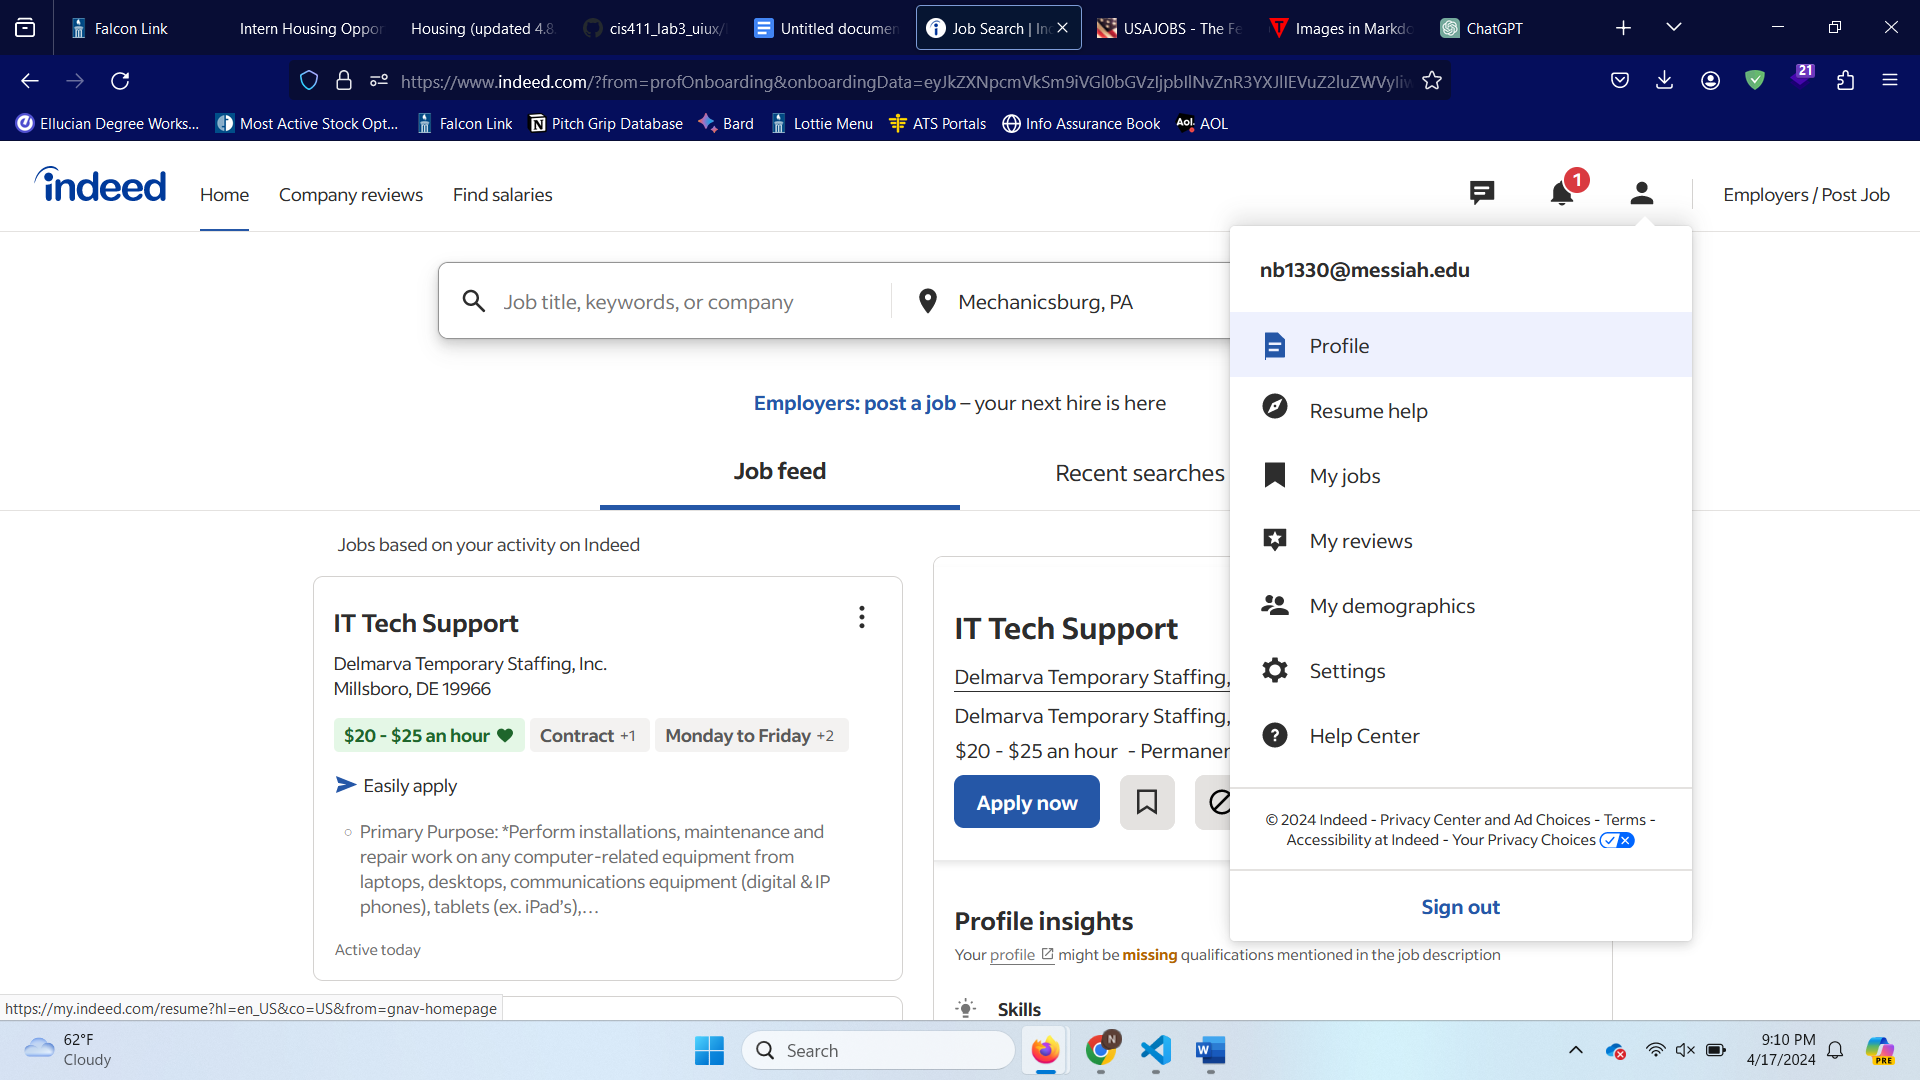 Falcon Link
Intern Housing Oppor
Housing (updated 4.8.
cis411_lab3_uiux/
Untitled documen
Job Search | In
USAJOBS - The Fe
Images in Markdo
ChatGPT
21
Ellucian Degree Works...
Most Active Stock Opt...
Falcon Link
Pitch Grip Database
Bard
Lottie Menu
ATS Portals
Info Assurance Book
Aol.
AOL
indeed
Home
Company reviews
Find salaries
1
Employers / Post Job
Job title, keywords, or company
Mechanicsburg, PA
Employers: post a job – your next hire is here
Job feed
Recent searches
Jobs based on your activity on Indeed
IT Tech Support
Delmarva Temporary Staffing, Inc.
Millsboro, DE 19966
$20 - $25 an hour
Contract +1
Monday to Friday +2
Easily apply
Primary Purpose: *Perform installations, maintenance and
repair work on any computer-related equipment from
laptops, desktops, communications equipment (digital & IP
phones), tablets (ex. iPad's),…
Active today
IT Tech Support
Delmarva Temporary Staffing,
Delmarva Temporary Staffing,
$20 - $25 an hour - Permanen
Apply now
Profile insights
Your profile might be missing qualifications mentioned in the job description
Skills
nb1330@messiah.edu
Profile
Resume help
My jobs
My reviews
My demographics
Settings
Help Center
© 2024 Indeed - Privacy Center and Ad Choices - Terms -
Accessibility at Indeed - Your Privacy Choices
Sign out
https://my.indeed.com/resume?hl=en_US&co=US&from=gnav-homepage
62°F
Cloudy
Search
N
9:10 PM
4/17/2024
PRE